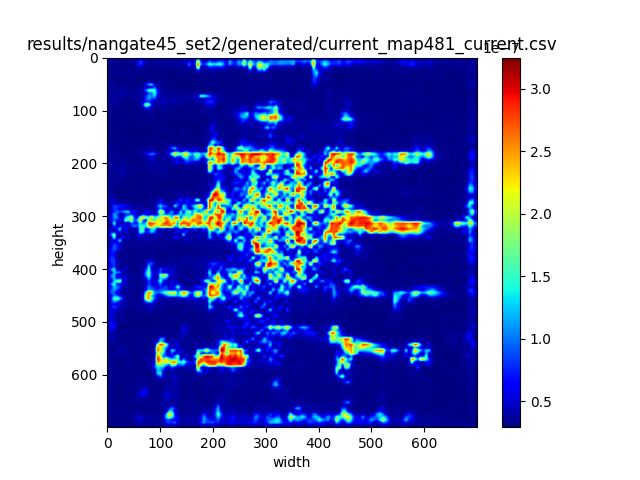 results/nangate45_set2/generated/current_map481_current.csv
1e−7
0
100
200
300
400
500
600
height
0 100 200 300 400 500 600
width
3.0
2.5
2.0
1.5
1.0
0.5